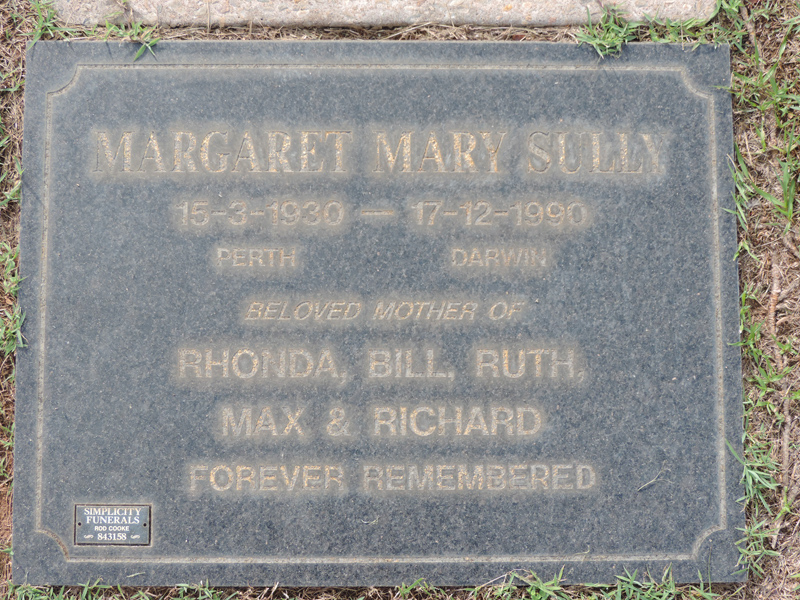 MARGARET MARY SULLY
15-3-1930 — 17-12-1990
PERTH DARWIN
BELOVED MOTHER OF
RHONDA, BILL, RUTH,
MAX & RICHARD
FOREVER REMEMBERED
SIMPLICITY
FUNERALS
ROD COOKE
843158